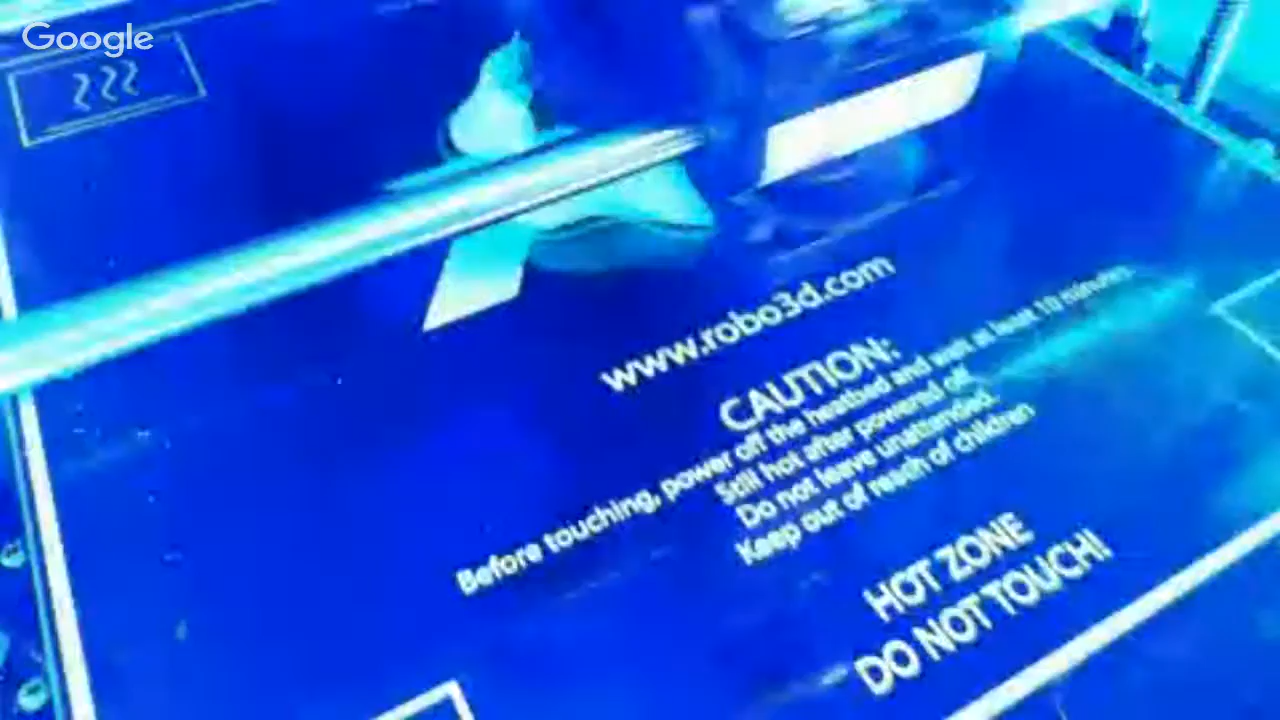 Google
www.robo3d.com
CAUTION:
Before touching, power off the heatbed and wait at least 10 minutes.
Still hot after powered off.
Do not leave unattended.
Keep out of reach of children
HOT ZONE
DO NOT TOUCH!